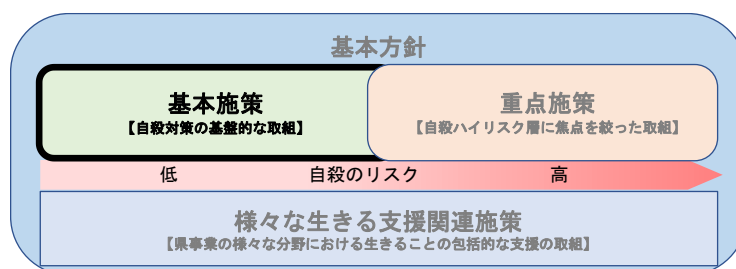 基本方針
基本施策
【自殺対策の基盤的な取組】
重点施策
【自殺ハイリスク層に焦点を絞った取組】
低 自殺のリスク 高
様々な生きる支援関連施策
【県事業の様々な分野における生きることの包括的な支援の取組】